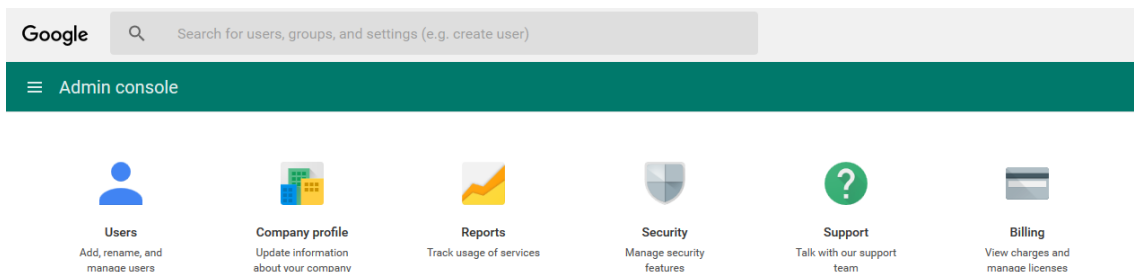 Google
Search for users, groups, and settings (e.g. create user)
Admin console
Users
Add, rename, and
manage users
Company profile
Update information
about your company
Reports
Track usage of services
Security
Manage security
features
Support
Talk with our support
team
Billing
View charges and
manage licenses